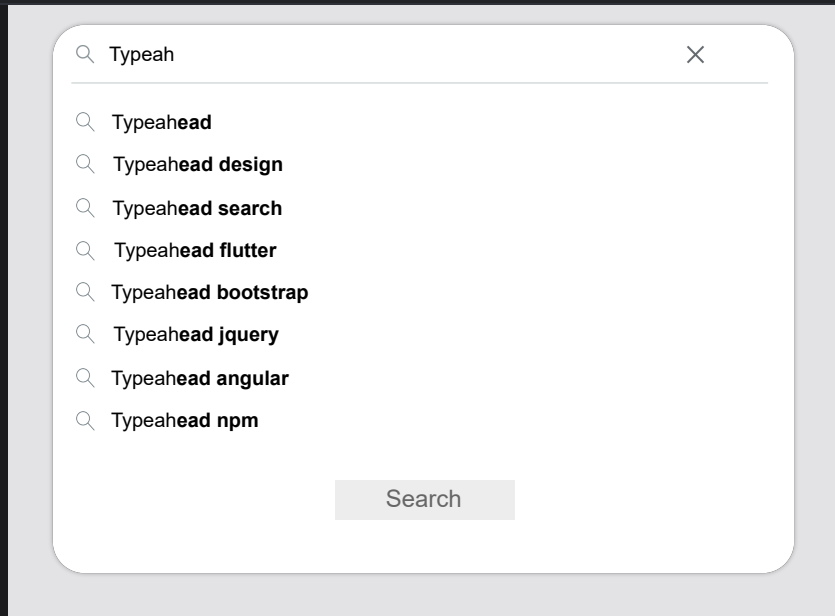 Typeah
Typeahead
Typeahead design
Typeahead search
Typeahead flutter
Typeahead bootstrap
Typeahead jquery
Typeahead angular
Typeahead npm
Search